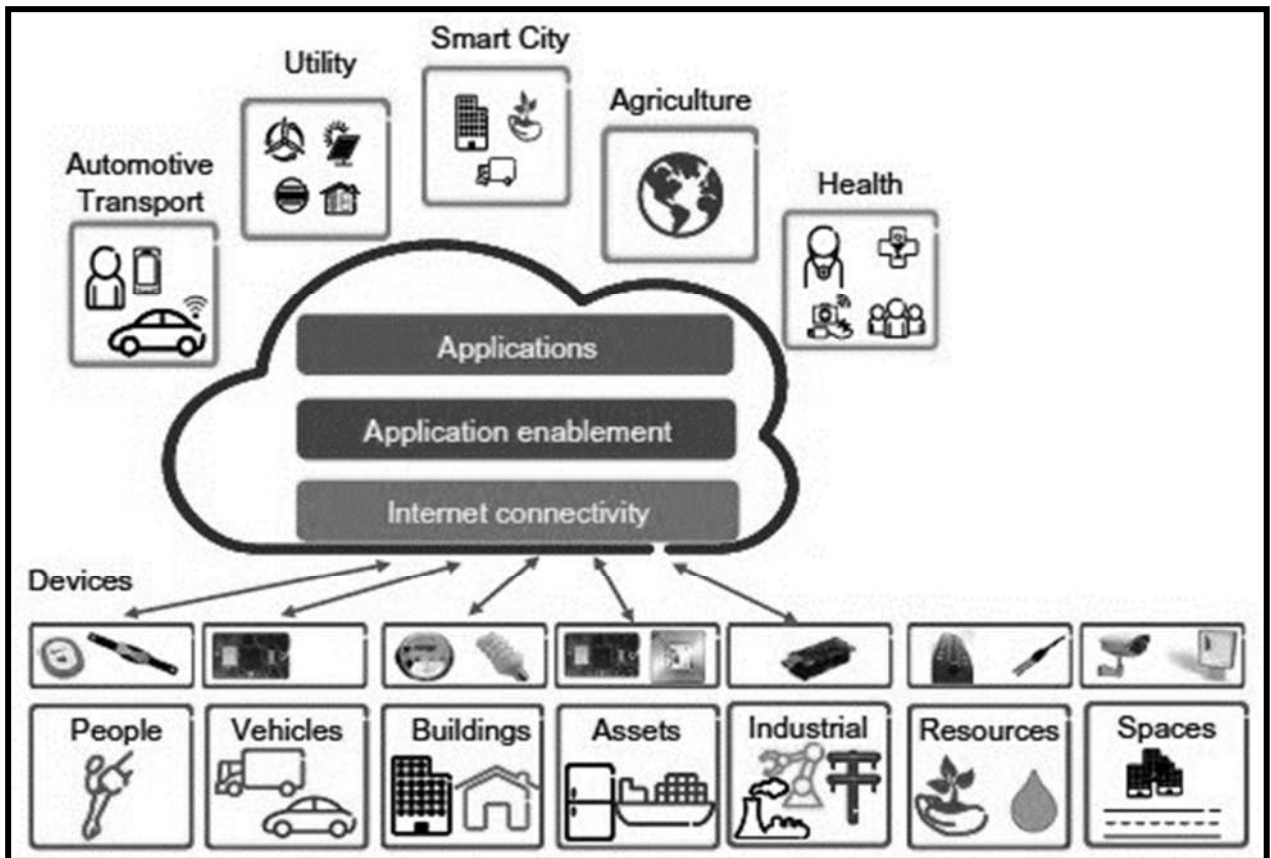 Smart City
Utility
Agriculture
Automotive
Transport
Health
Applications
Application enablement
Internet connectivity
Devices
People
Vehicles
Buildings
Assets
Industrial
Resources
Spaces